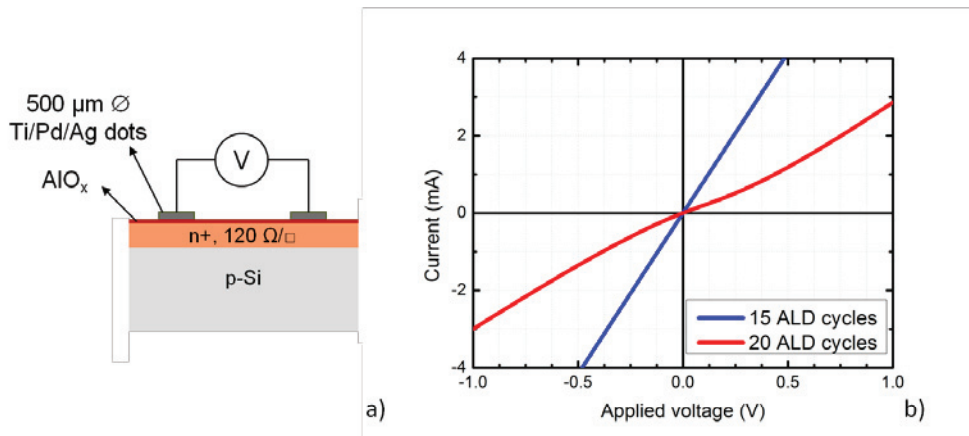 500 μm ∅
Ti/Pd/Ag dots
AlOₓ
V
n+, 120 Ω/□
p-Si
a)
Current (mA)
4
2
0
-2
-4
-1.0 -0.5 0.0 0.5 1.0
Applied voltage (V)
15 ALD cycles
20 ALD cycles
b)